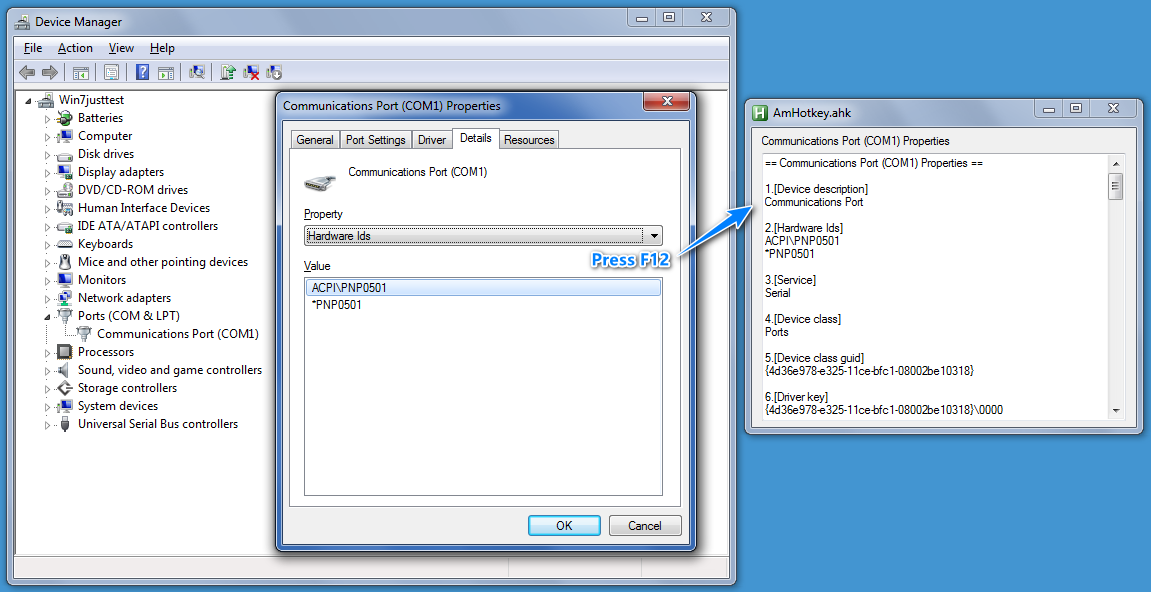 Device Manager
File Action View Help
Win7justtest
Batteries
Computer
Disk drives
Display adapters
DVD/CD-ROM drives
Human Interface Devices
IDE ATA/ATAPI controllers
Keyboards
Mice and other pointing devices
Monitors
Network adapters
Ports (COM & LPT)
Communications Port (COM1)
Processors
Sound, video and game controllers
Storage controllers
System devices
Universal Serial Bus controllers
Communications Port (COM1) Properties
General Port Settings Driver Details Resources
Communications Port (COM1)
Property
Hardware Ids
Value
ACPI\PNP0501
*PNP0501
OK Cancel
Press F12
AmHotkey.ahk
Communications Port (COM1) Properties
== Communications Port (COM1) Properties ==
1.[Device description]
Communications Port
2.[Hardware Ids]
ACPI\PNP0501
*PNP0501
3.[Service]
Serial
4.[Device class]
Ports
5.[Device class guid]
{4d36e978-e325-11ce-bfc1-08002be10318}
6.[Driver key]
{4d36e978-e325-11ce-bfc1-08002be10318}\0000